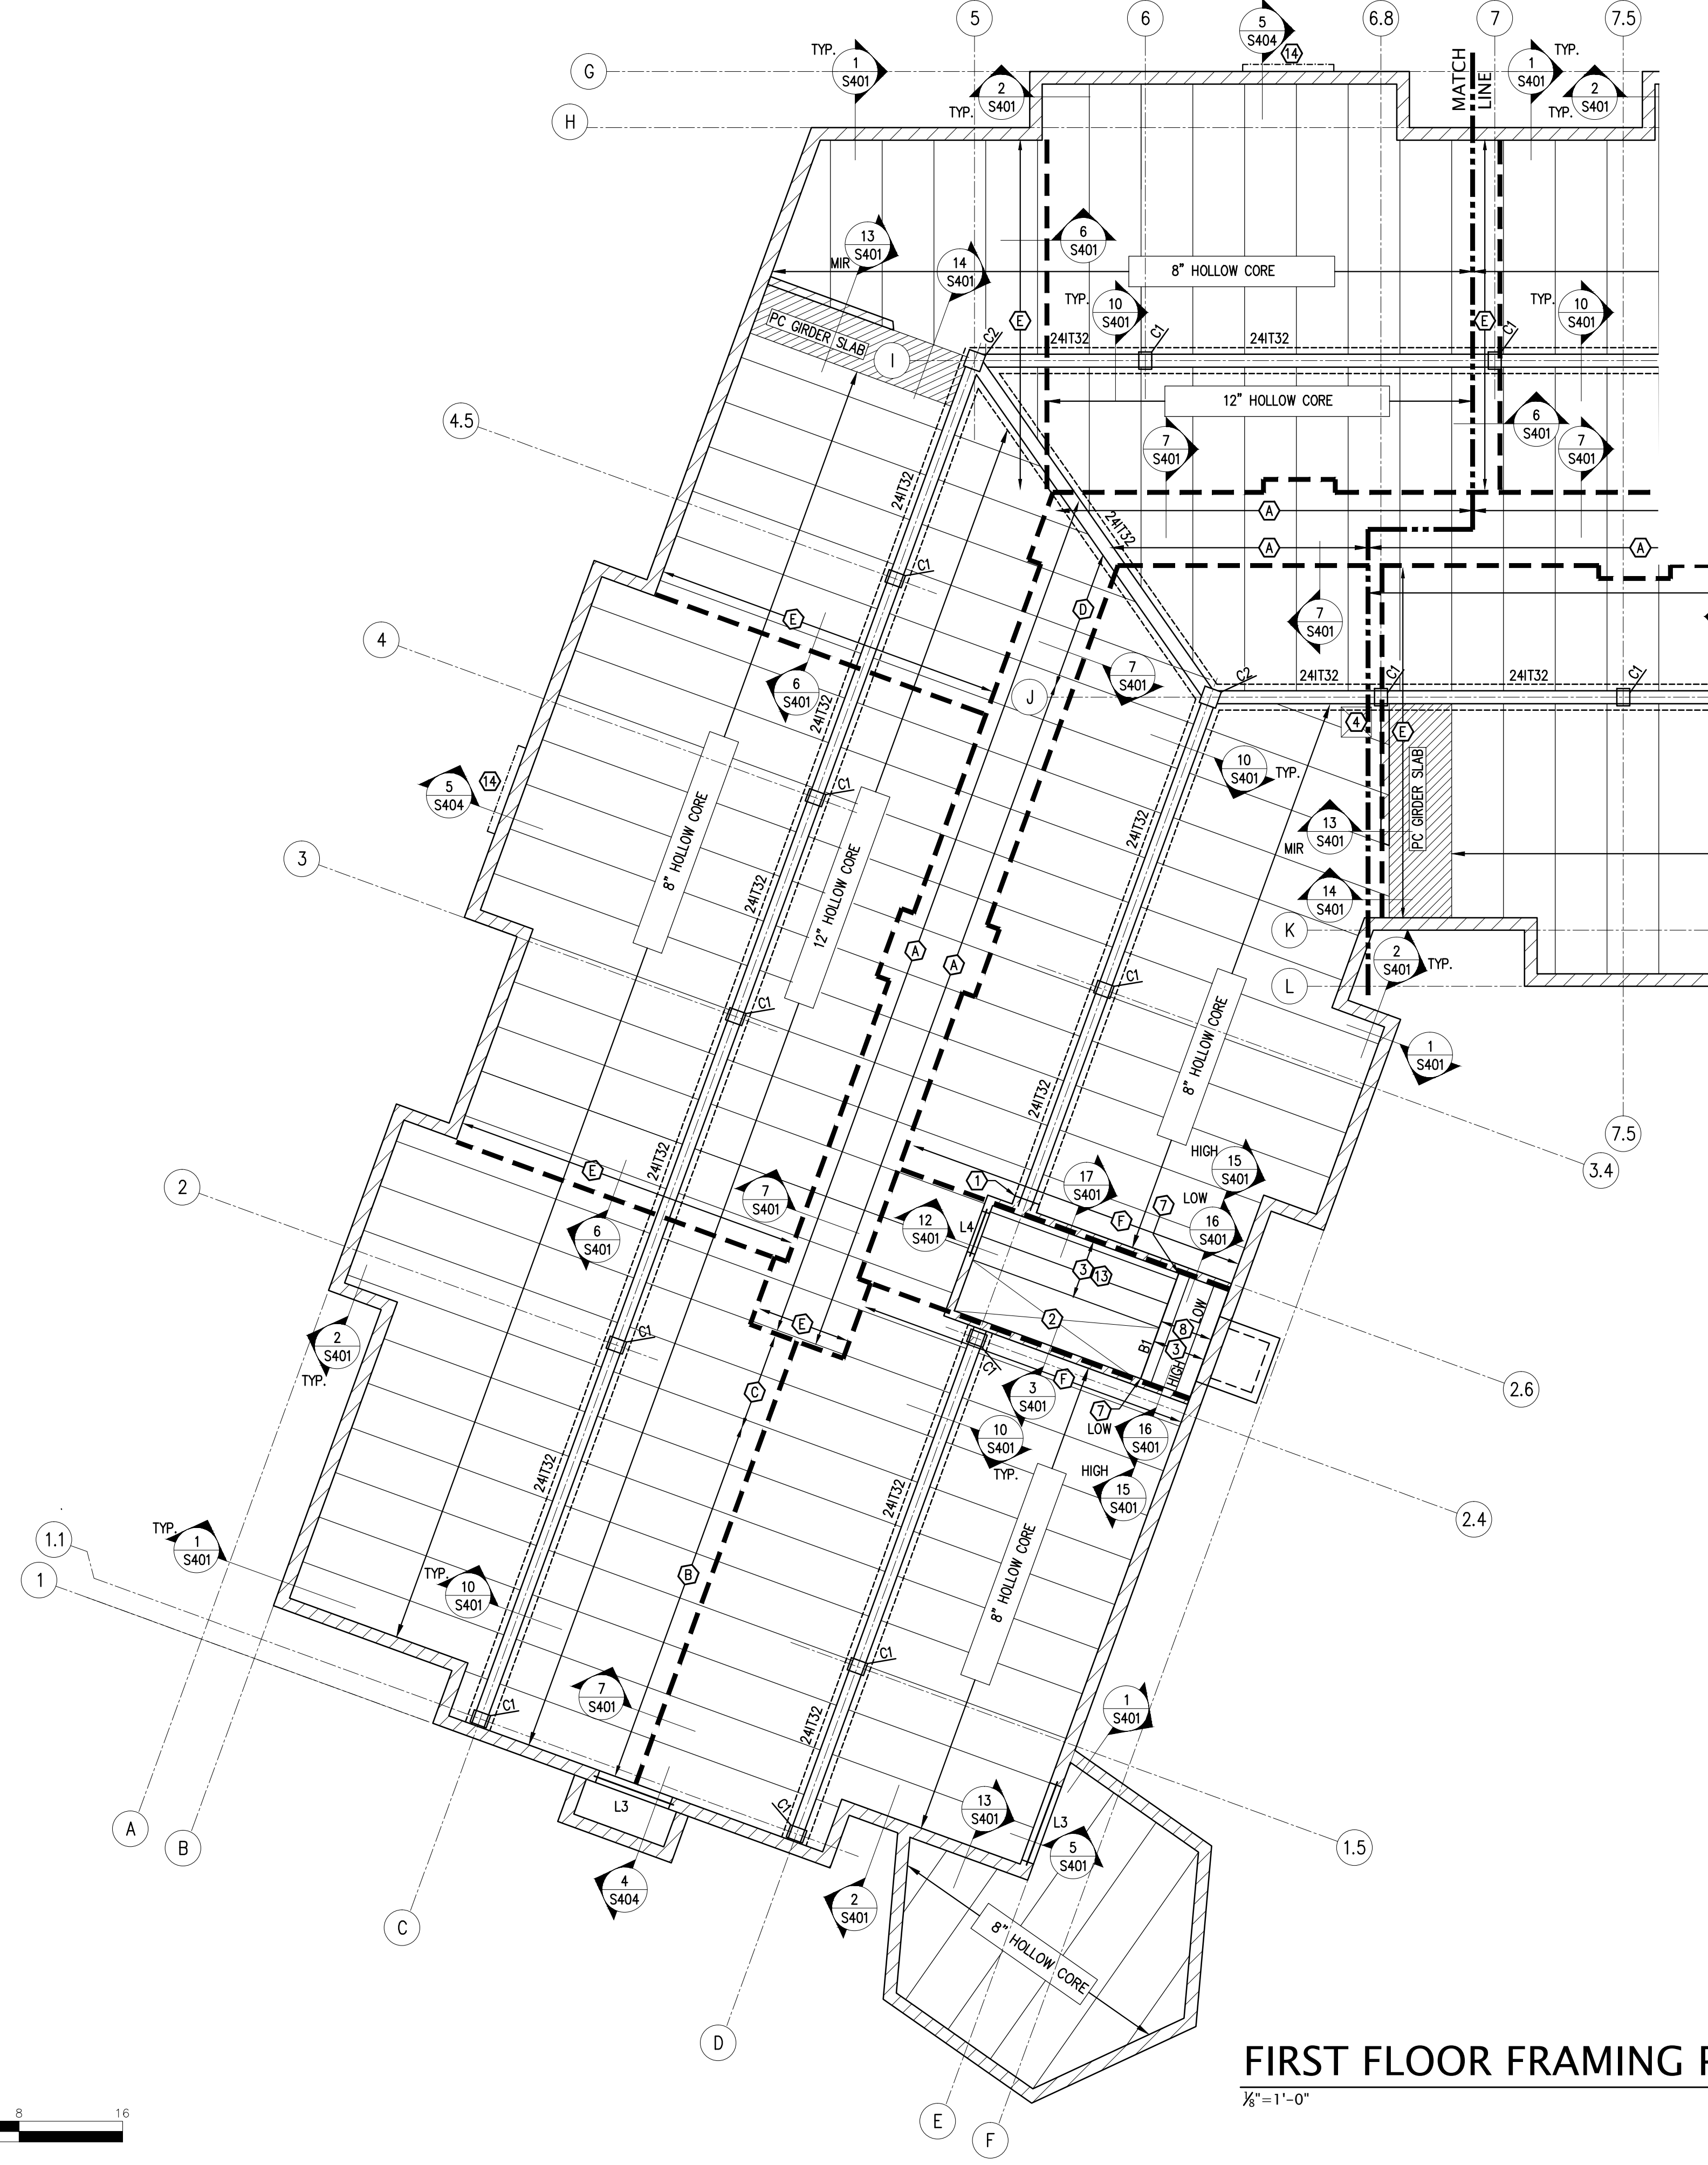 5
6
6.8
7
7.5
5
S404
14
TYP.
1
S401
G
2
S401
TYP.
MATCH
LINE
1
S401
TYP.
2
S401
TYP.
H
13
S401
MIR
14
S401
6
S401
8" HOLLOW CORE
TYP.
10
S401
E
E
TYP.
10
S401
PC GIRDER SLAB
I
C2
24IT32
C1
24IT32
C1
12" HOLLOW CORE
6
S401
4.5
7
S401
7
S401
24IT32
A
24IT32
A
A
C1
E
D
7
S401
4
6
S401
24IT32
J
7
S401
C2
24IT32
C1
24IT32
C1
4
E
5
S404
14
8" HOLLOW CORE
C1
10
S401
TYP.
PC GIRDER SLAB
13
S401
MIR
24IT32
3
24IT32
12" HOLLOW CORE
14
S401
A
A
K
2
S401
TYP.
C1
C1
L
8" HOLLOW CORE
1
S401
24IT32
7.5
3.4
24IT32
HIGH
15
S401
E
7
S401
1
17
S401
7
LOW
2
6
S401
12
S401
L4
F
16
S401
3
13
2
S401
TYP.
C1
E
2
LOW
8
3
B1
HIGH
C1
C
3
S401
F
7
LOW
16
S401
2.6
10
S401
TYP.
24IT32
24IT32
HIGH
15
S401
2.4
1.1
TYP.
1
S401
8" HOLLOW CORE
1
TYP.
10
S401
B
C1
7
S401
C1
1
S401
24IT32
L3
C1
13
S401
L3
5
S401
A
B
1.5
4
S404
2
S401
C
8" HOLLOW CORE
D
E
F
FIRST FLOOR FRAMING
⅛"=1'-0"
8
16